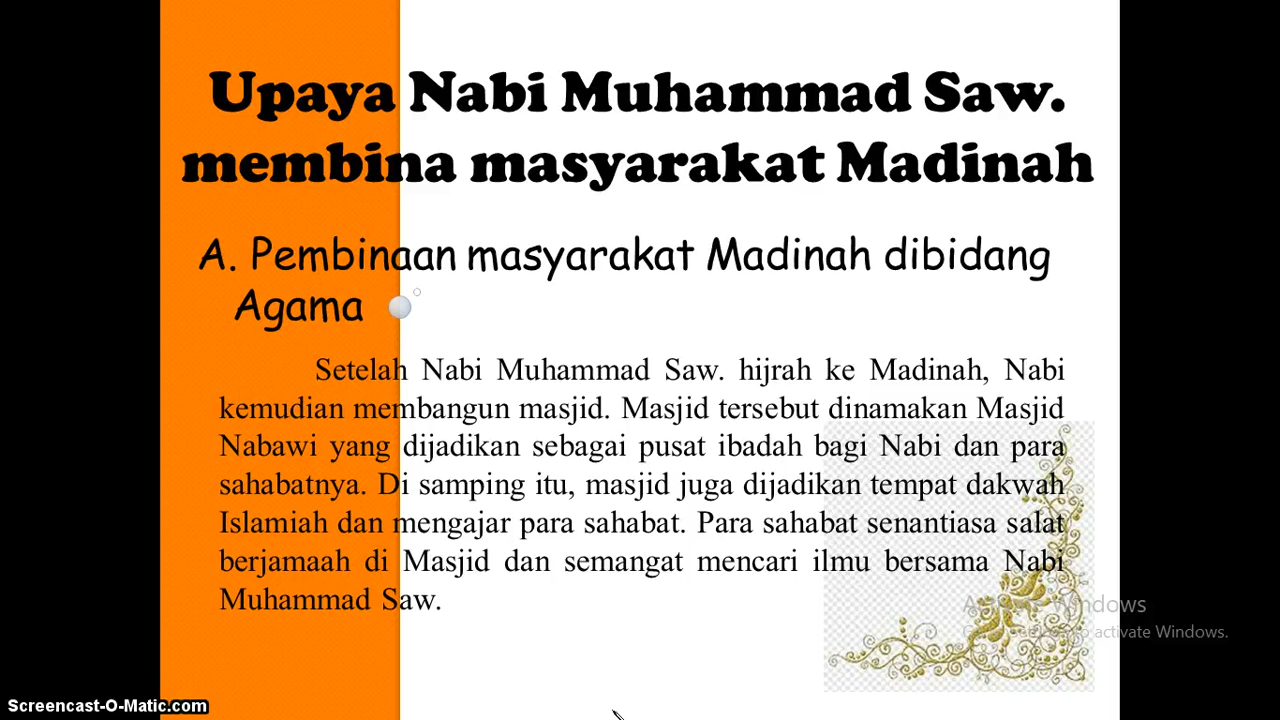 Upaya Nabi Muhammad Saw.
membina masyarakat Madinah
A. Pembinaan masyarakat Madinah dibidang
Agama
Setelah Nabi Muhammad Saw. hijrah ke Madinah, Nabi
kemudian membangun masjid. Masjid tersebut dinamakan Masjid
Nabawi yang dijadikan sebagai pusat ibadah bagi Nabi dan para
sahabatnya. Di samping itu, masjid juga dijadikan tempat dakwah
Islamiah dan mengajar para sahabat. Para sahabat senantiasa salat
berjamaah di Masjid dan semangat mencari ilmu bersama Nabi
Muhammad Saw.
Windows
to activate Windows.
Screencast-O-Matic.com